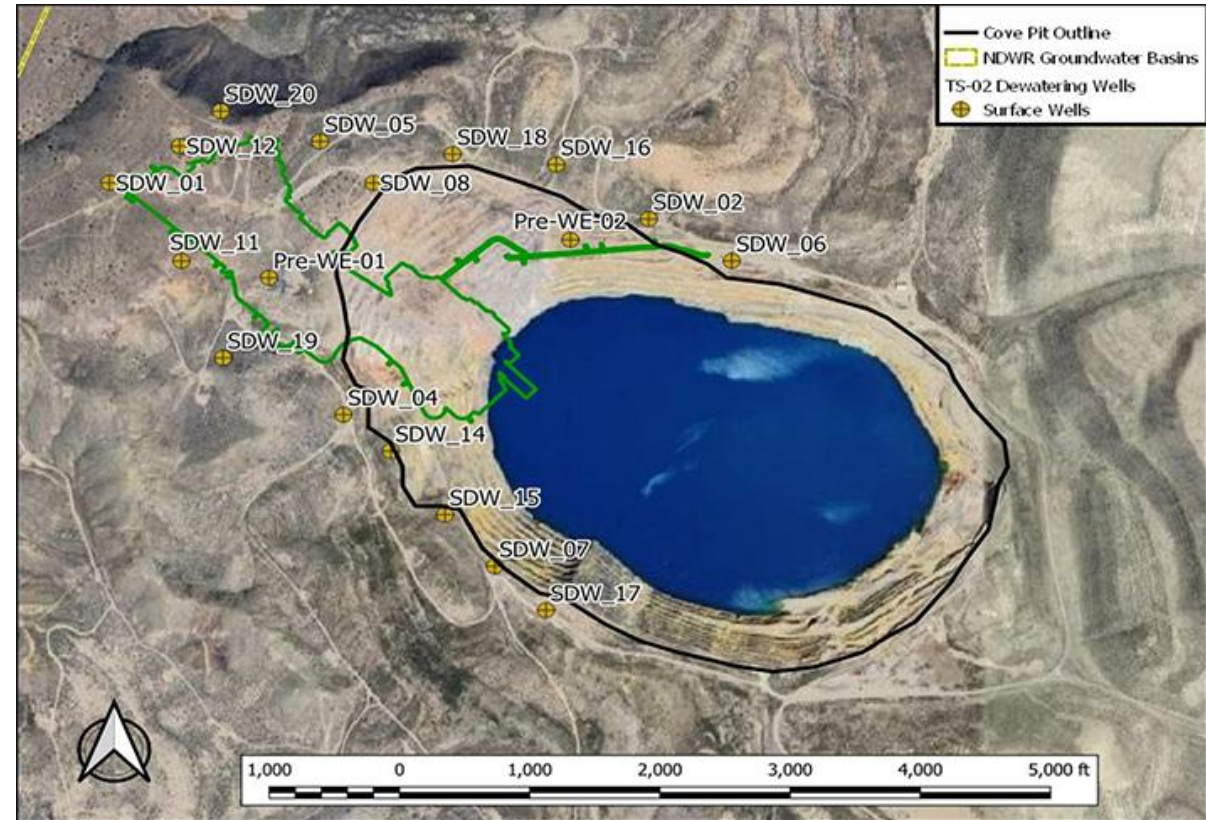 Cove Pit Outline
NDWR Groundwater Basins
TS-02 Dewatering Wells
Surface Wells
SDW_20
SDW_05
SDW_12
SDW_18
SDW_16
SDW_01
SDW_08
SDW_02
Pre-WE-02
SDW_06
SDW_11
Pre-WE-01
SDW_19
SDW_04
SDW_14
SDW_15
SDW_07
SDW_17
1,000 0 1,000 2,000 3,000 4,000 5,000 ft